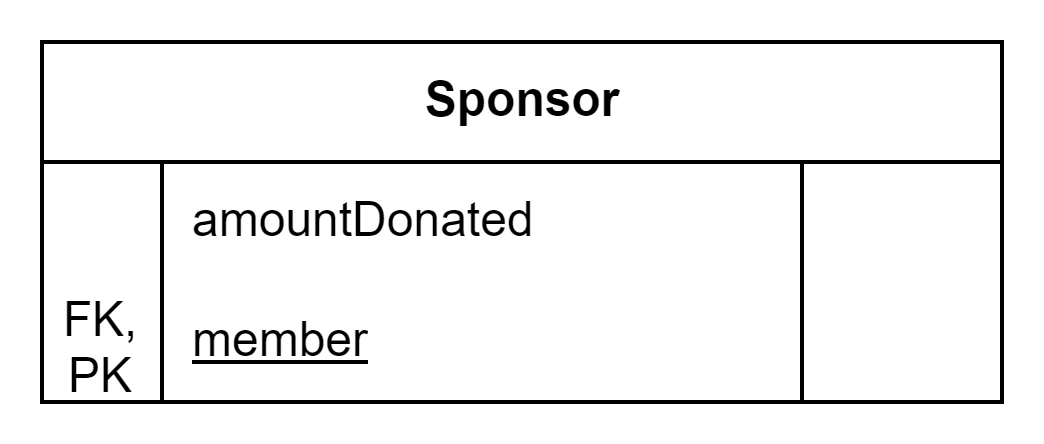 Sponsor
amountDonated
FK,
PK
member